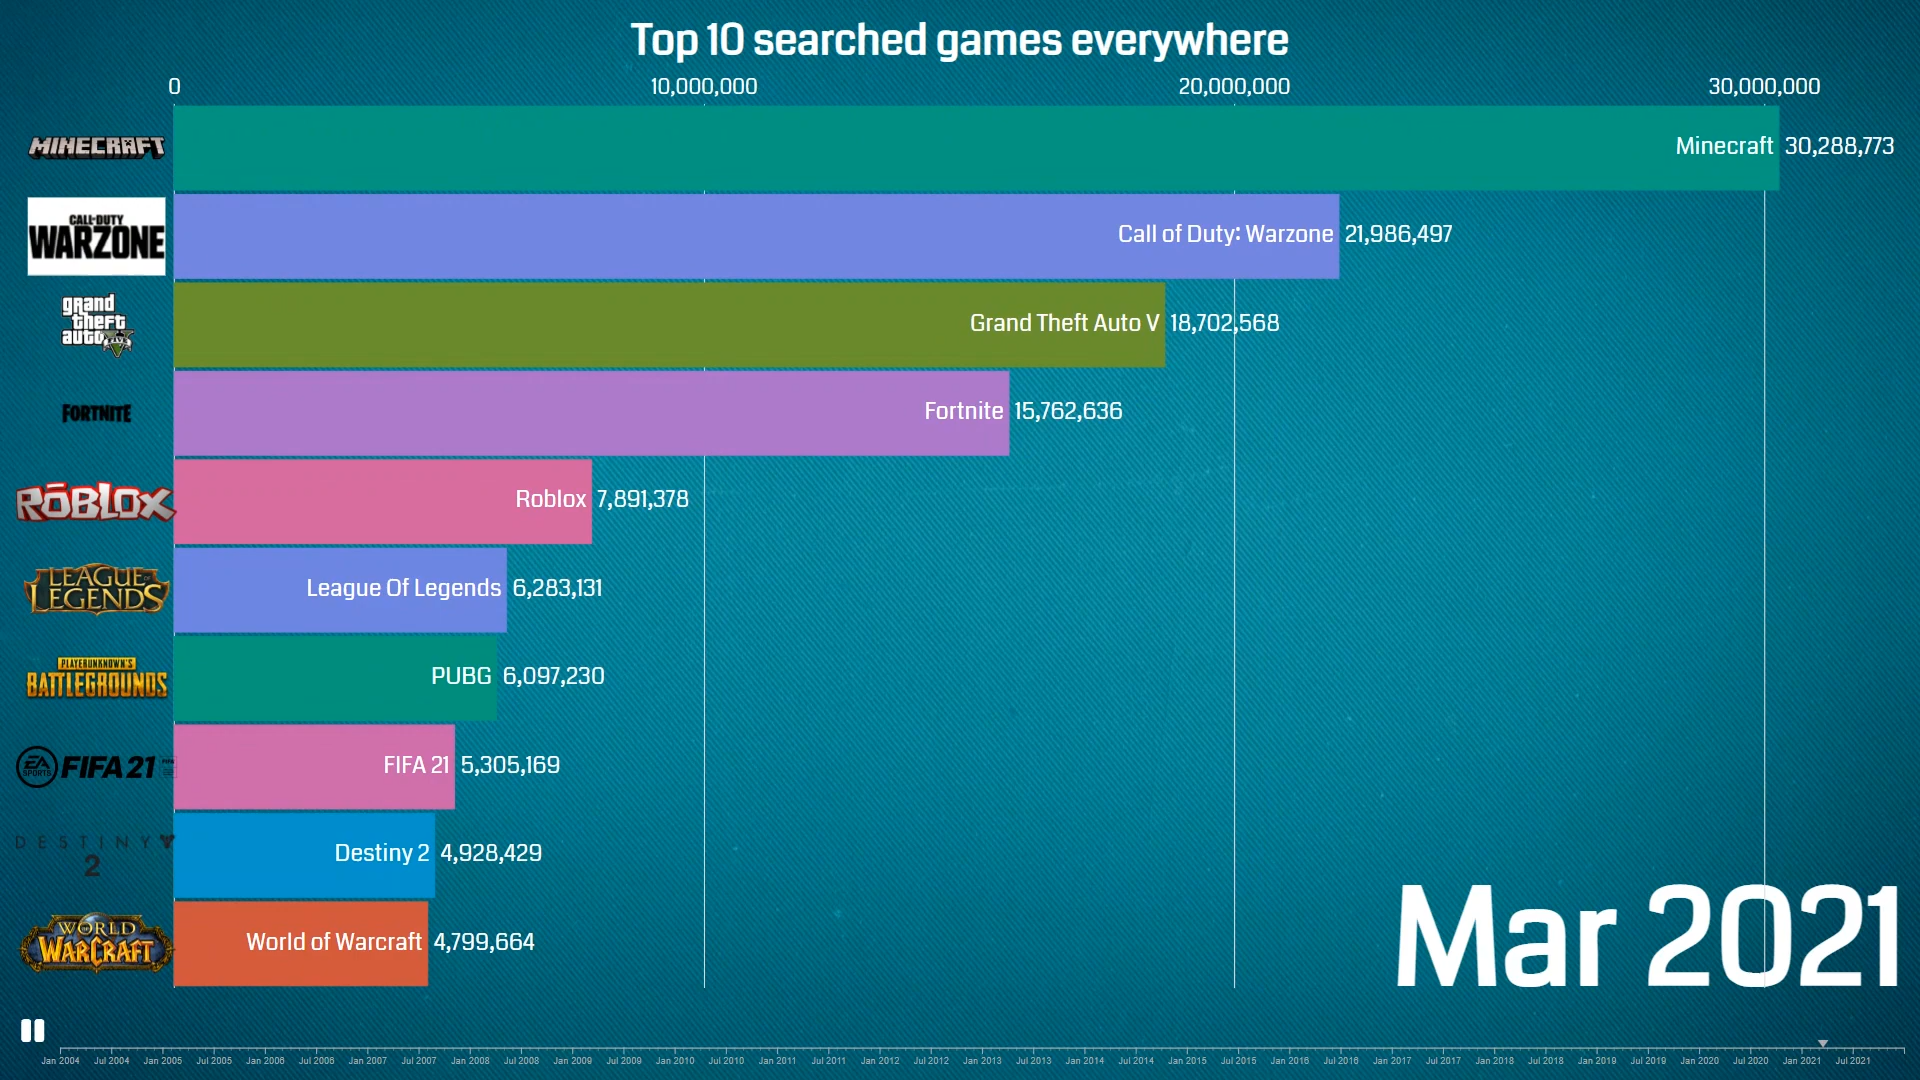 Top 10 searched games everywhere
0 10,000,000 20,000,000 30,000,000
MINECRAFT Minecraft 30,288,773
CALL OF DUTY
WARZONE Call of Duty: Warzone 21,986,497
grand
theft
auto
FIVE Grand Theft Auto V 18,702,568
FORTNITE Fortnite 15,762,636
ROBLOX Roblox 7,891,378
LEAGUE OF
LEGENDS League Of Legends 6,283,131
PLAYERUNKNOWN'S
BATTLEGROUNDS PUBG 6,097,230
EA
SPORTS FIFA 21 FIFA 21 5,305,169
DESTINY
2 Destiny 2 4,928,429
WORLD
OF
WARCRAFT World of Warcraft 4,799,664
Mar 2021
Jan 2004 Jul 2004 Jan 2005 Jul 2005 Jan 2006 Jul 2006 Jan 2007 Jul 2007 Jan 2008 Jul 2008 Jan 2009 Jul 2009 Jan 2010 Jul 2010 Jan 2011 Jul 2011 Jan 2012 Jul 2012 Jan 2013 Jul 2013 Jan 2014 Jul 2014 Jan 2015 Jul 2015 Jan 2016 Jul 2016 Jan 2017 Jul 2017 Jan 2018 Jul 2018 Jan 2019 Jul 2019 Jan 2020 Jul 2020 Jan 2021 Jul 2021